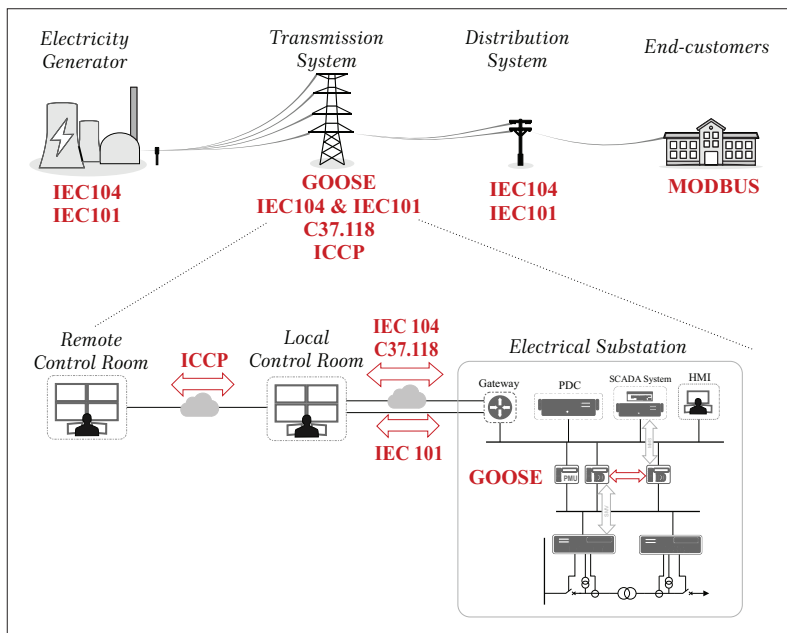 Electricity
Generator
Transmission
System
Distribution
System
End-customers
IEC104
IEC101
GOOSE
IEC104 & IEC101
C37.118
ICCP
IEC104
IEC101
MODBUS
Remote
Control Room
ICCP
Local
Control Room
IEC 104
C37.118
IEC 101
Electrical Substation
Gateway
PDC
SCADA System
HMI
GOOSE
PMU